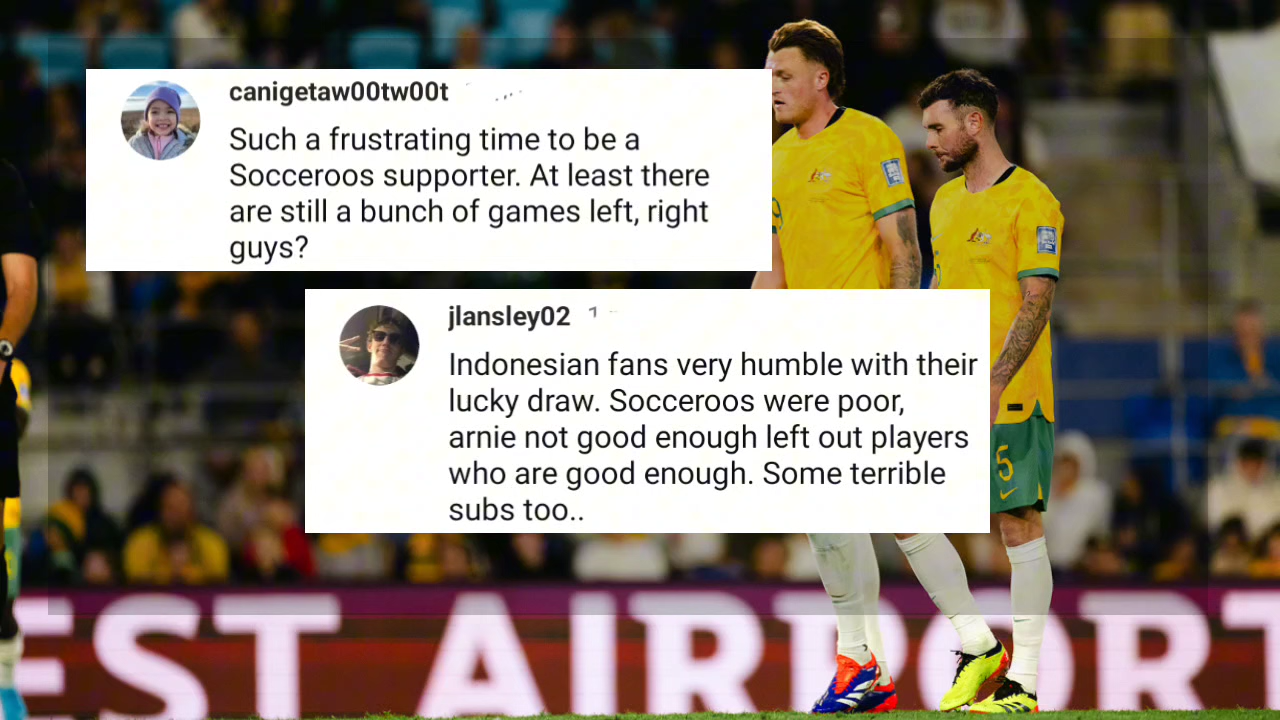 canigetaw00tw00t
Such a frustrating time to be a
Socceroos supporter. At least there
are still a bunch of games left, right
guys?
jlansley02
Indonesian fans very humble with their
lucky draw. Socceroos were poor,
arnie not good enough left out players
who are good enough. Some terrible
subs too..
5
EST AIRPORT